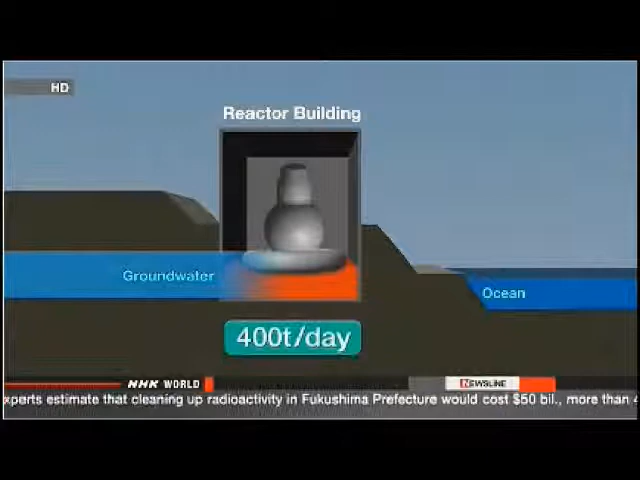 HD
Reactor Building
Groundwater
Ocean
400t/day
NHK WORLD
NEWSLINE
estimate that cleaning up radioactivity in Fukushima Prefecture would cost $50 bil., more than